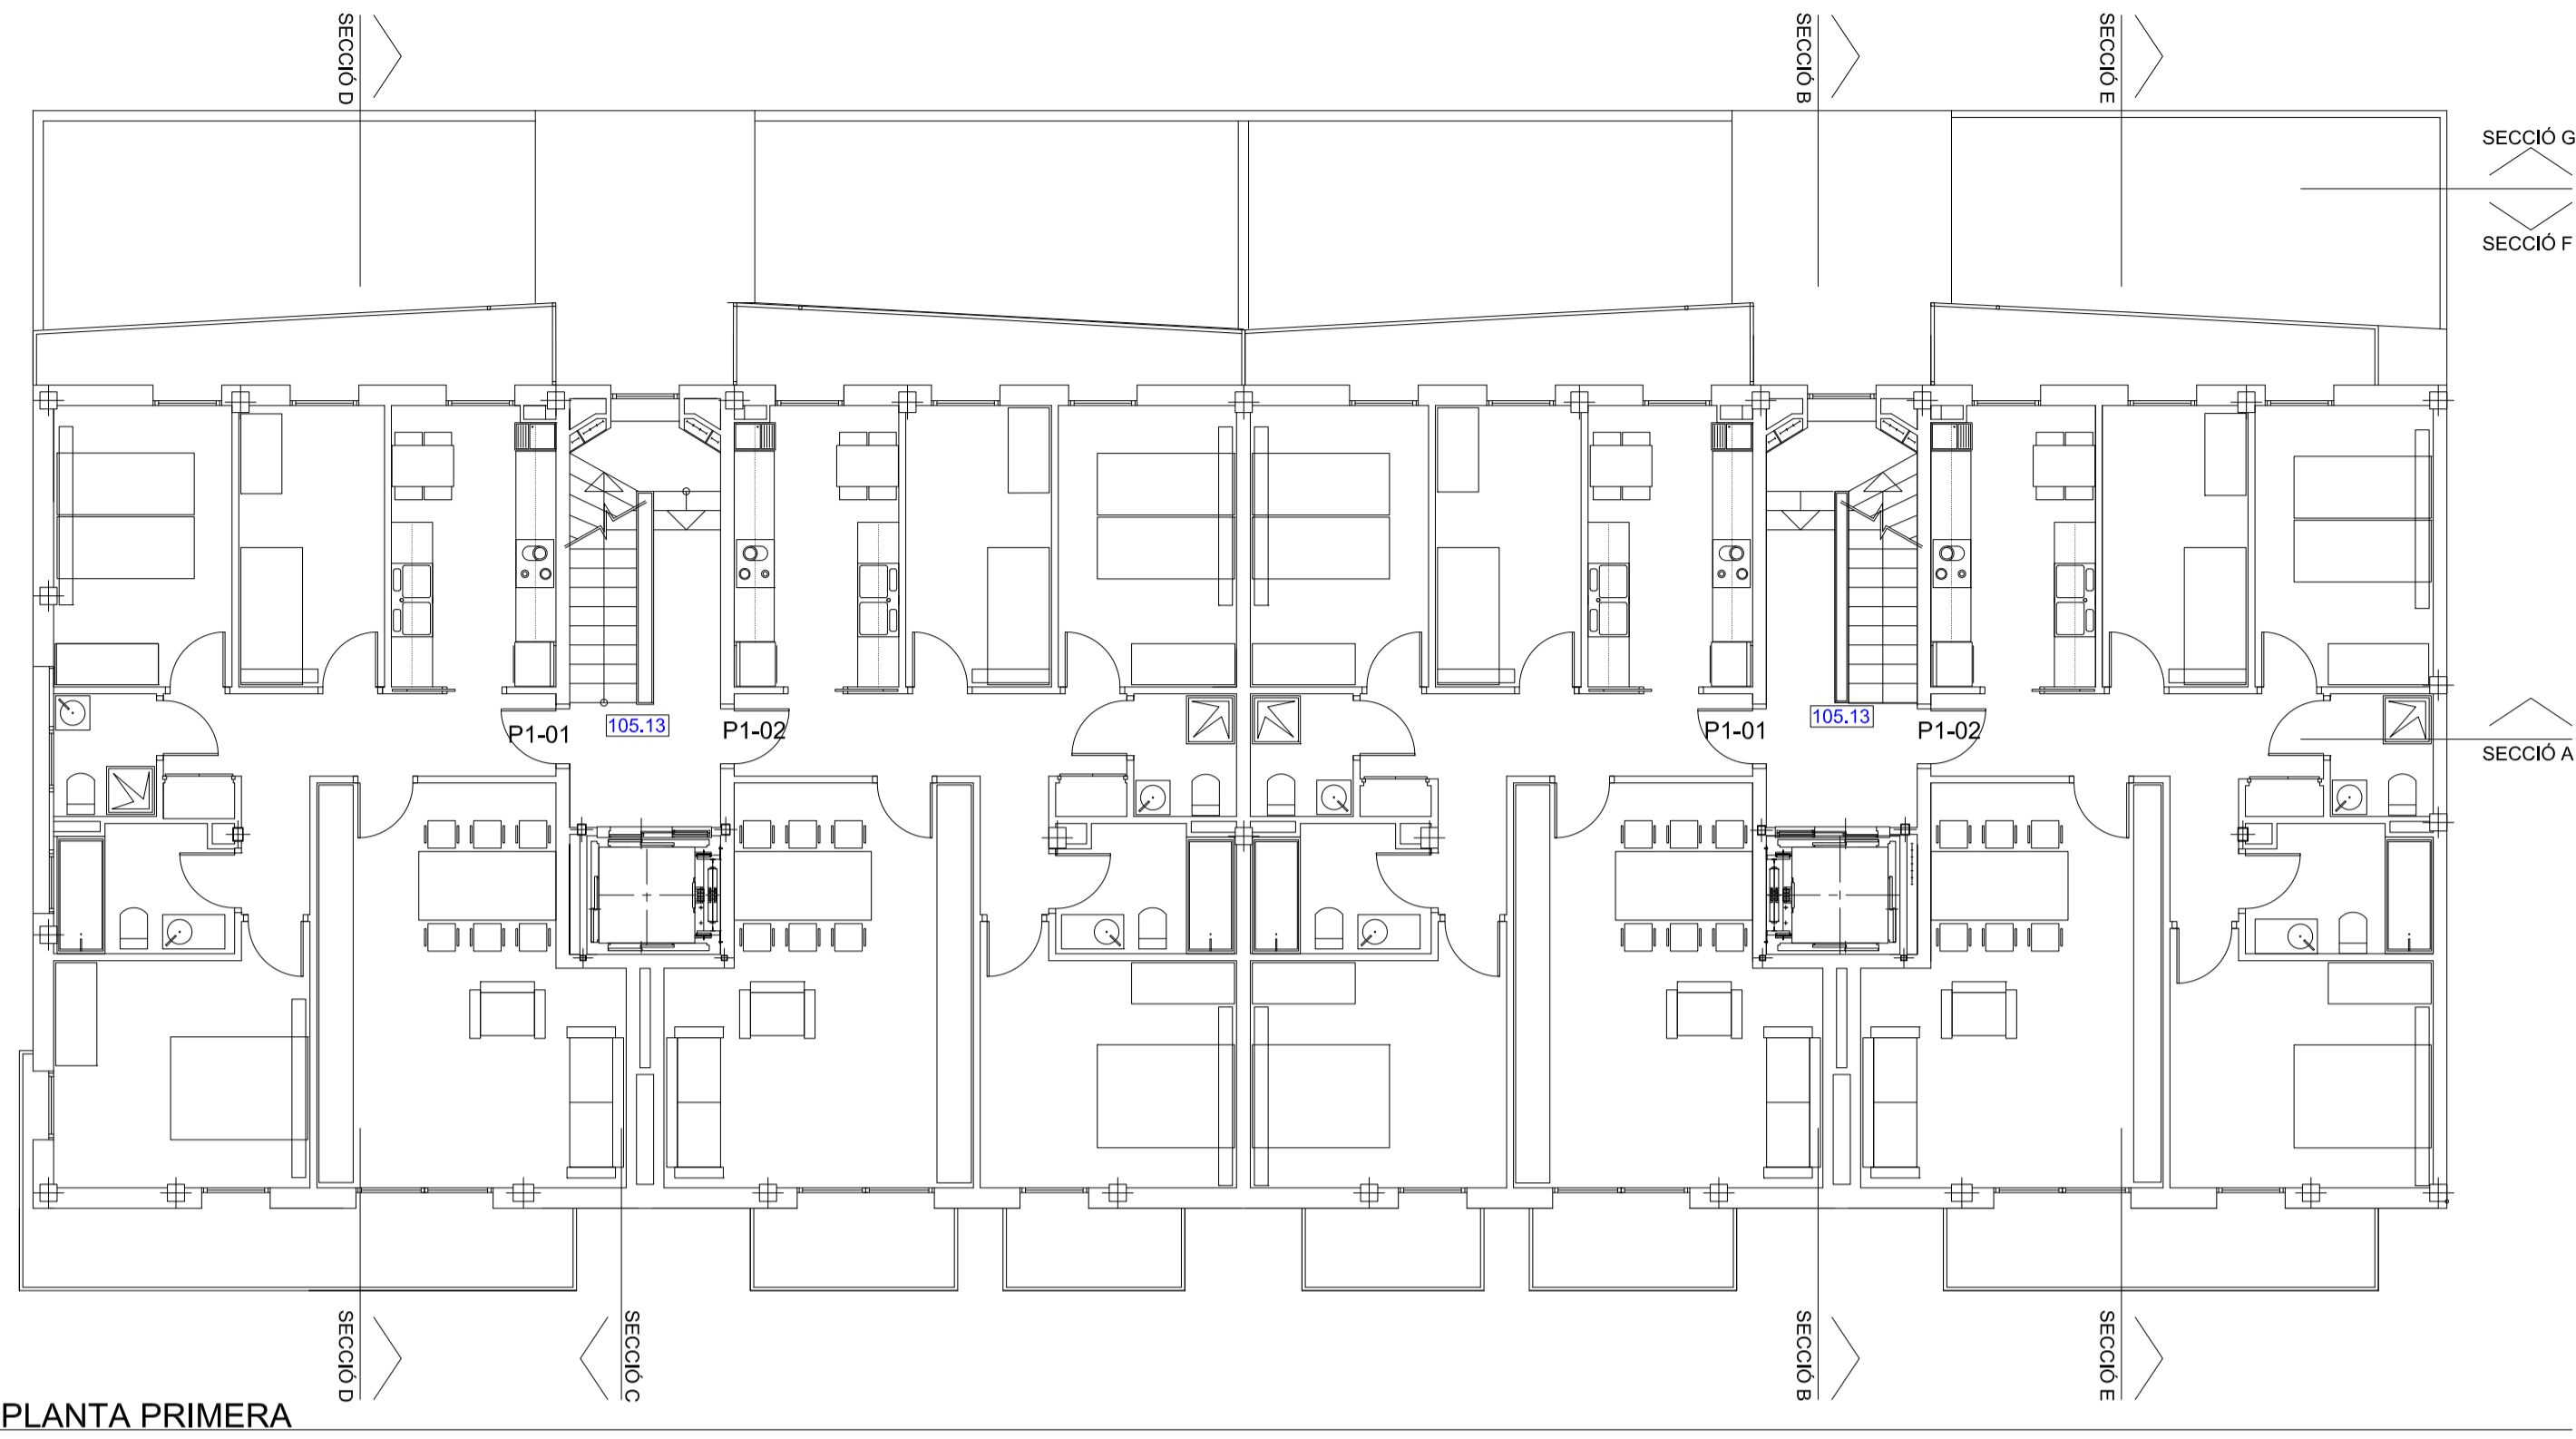 SECCIÓ D
SECCIÓ B
SECCIÓ E
SECCIÓ G
SECCIÓ F
P1-01
105.13
P1-02
P1-01
105.13
P1-02
SECCIÓ A
SECCIÓ D
SECCIÓ C
SECCIÓ B
SECCIÓ E
PLANTA PRIMERA